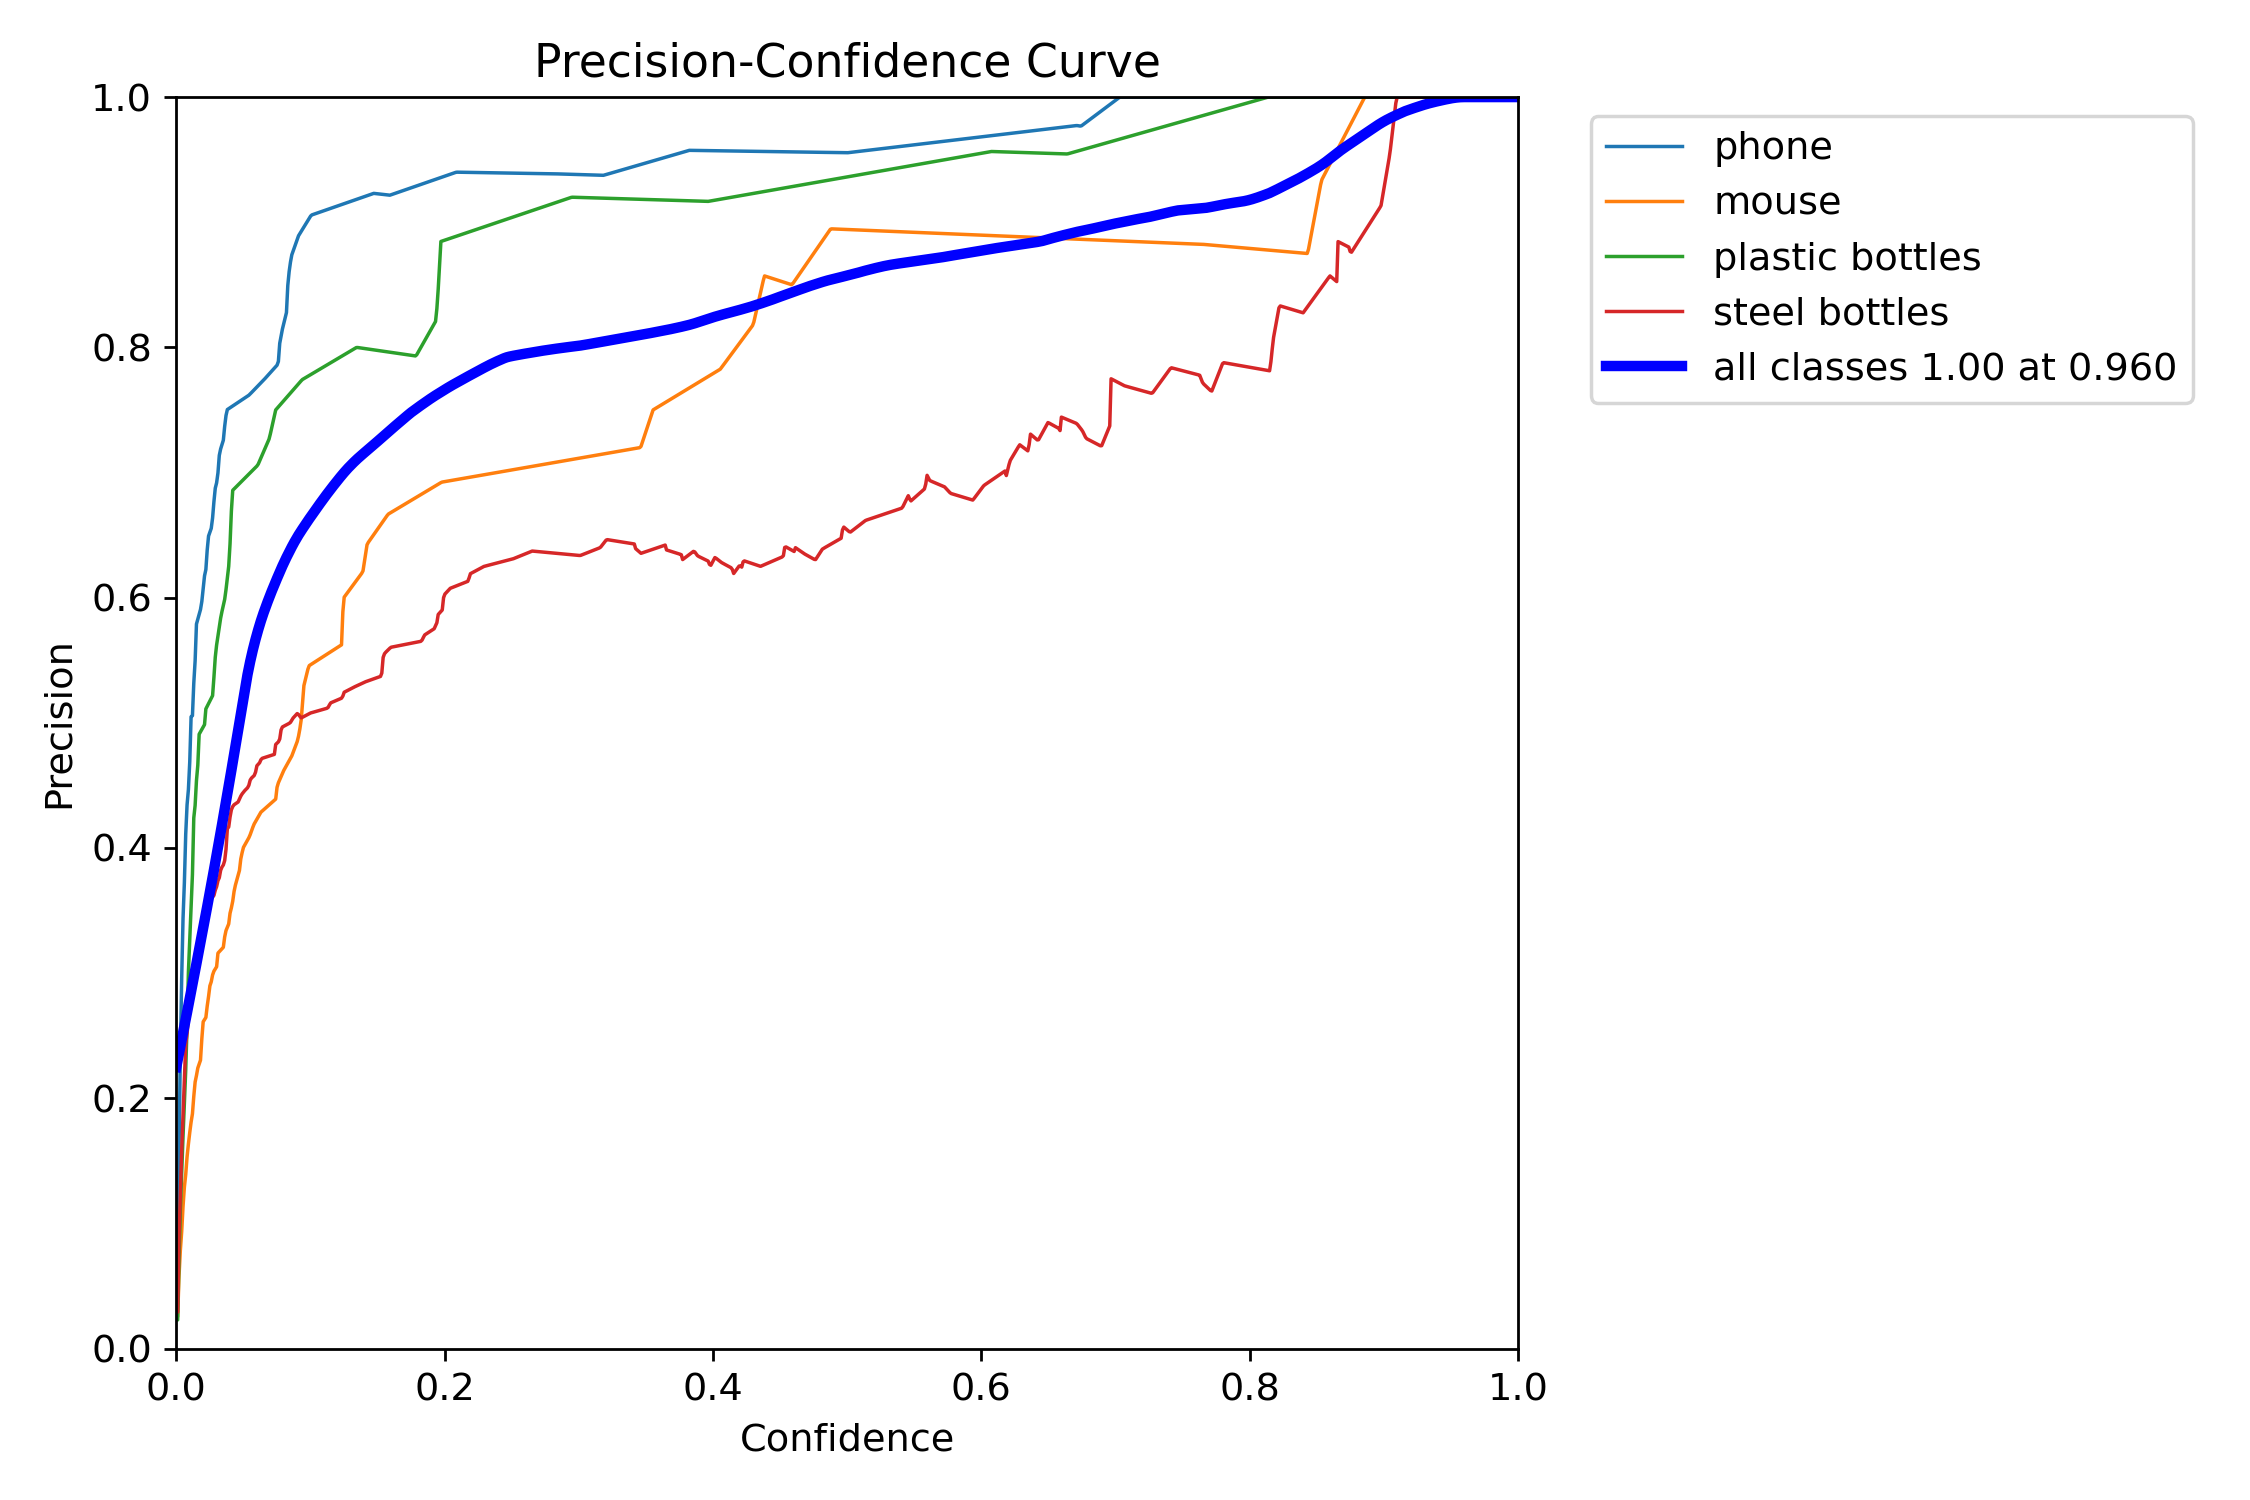 Precision-Confidence Curve
1.0
0.8
0.6
0.4
0.2
0.0
Precision
0.0 0.2 0.4 0.6 0.8 1.0
Confidence
phone
mouse
plastic bottles
steel bottles
all classes 1.00 at 0.960